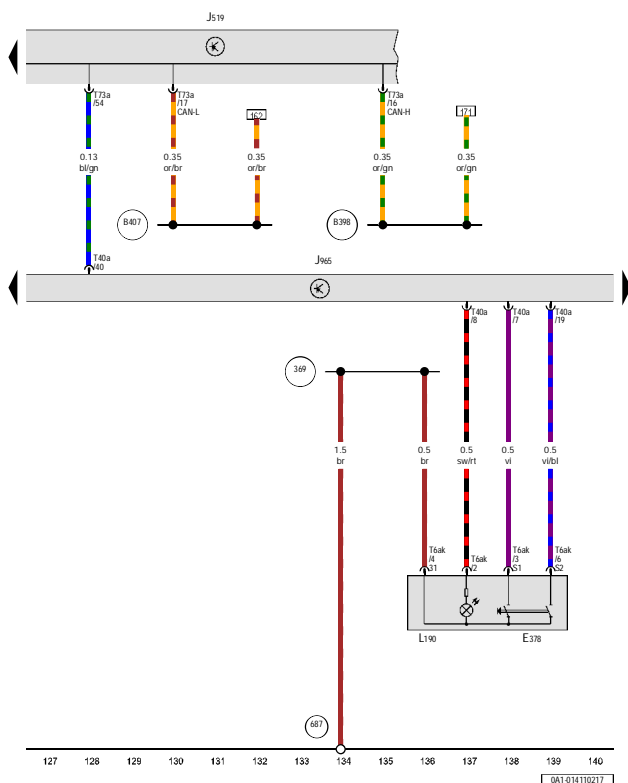 J519
T73a
/54
T73a
/17
CAN-L
162
T73a
/16
CAN-H
171
0.13
bl/gn
0.35
or/br
0.35
or/br
0.35
or/gn
0.35
or/gn
B407
B398
T40a
/40
J965
T40a
/8
T40a
/7
T40a
/19
369
1.5
br
0.5
br
0.5
sw/rt
0.5
vi
0.5
vi/bl
T6ak
/4
31
T6ak
/2
T6ak
/3
S1
T6ak
/6
S2
L190
E378
687
127 128 129 130 131 132 133 134 135 136 137 138 139 140
0A1-014110217